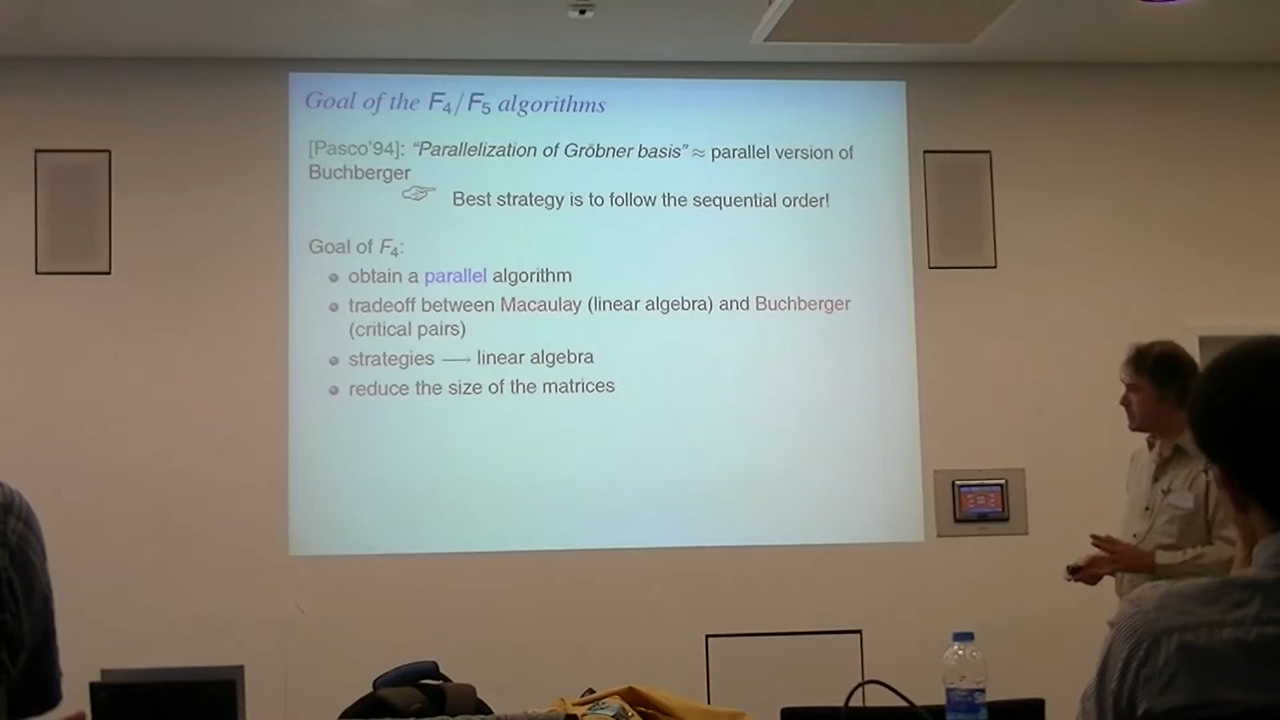 Goal of the F₄/F₅ algorithms
[Pasco'94]: “Parallelization of Gröbner basis” ≈ parallel version of
Buchberger
☞ Best strategy is to follow the sequential order!
Goal of F₄:
obtain a parallel algorithm
tradeoff between Macaulay (linear algebra) and Buchberger
(critical pairs)
strategies ⟶ linear algebra
reduce the size of the matrices